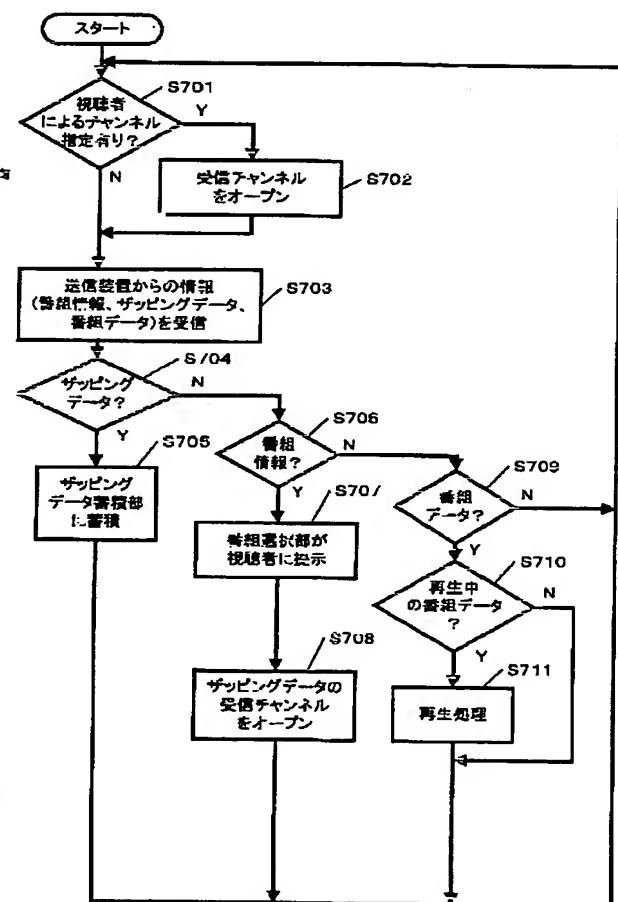 スタート
S701
視聴者
によるチャンネル
指定有り?
Y
N
受信チャンネル
をオープン
S702
送信装置からの情報
(番組情報、ザッピングデータ、
番組データ)を受信
S703
S704
ザッピング
データ?
N
Y
S705
ザッピング
データ蓄積部
に蓄積
S706
番組
情報?
N
Y
S707
番組選択部が
視聴者に提示
S708
ザッピングデータの
受信チャンネル
をオープン
S709
番組
データ?
N
Y
S710
再生中
の番組データ
?
N
Y
S711
再生処理